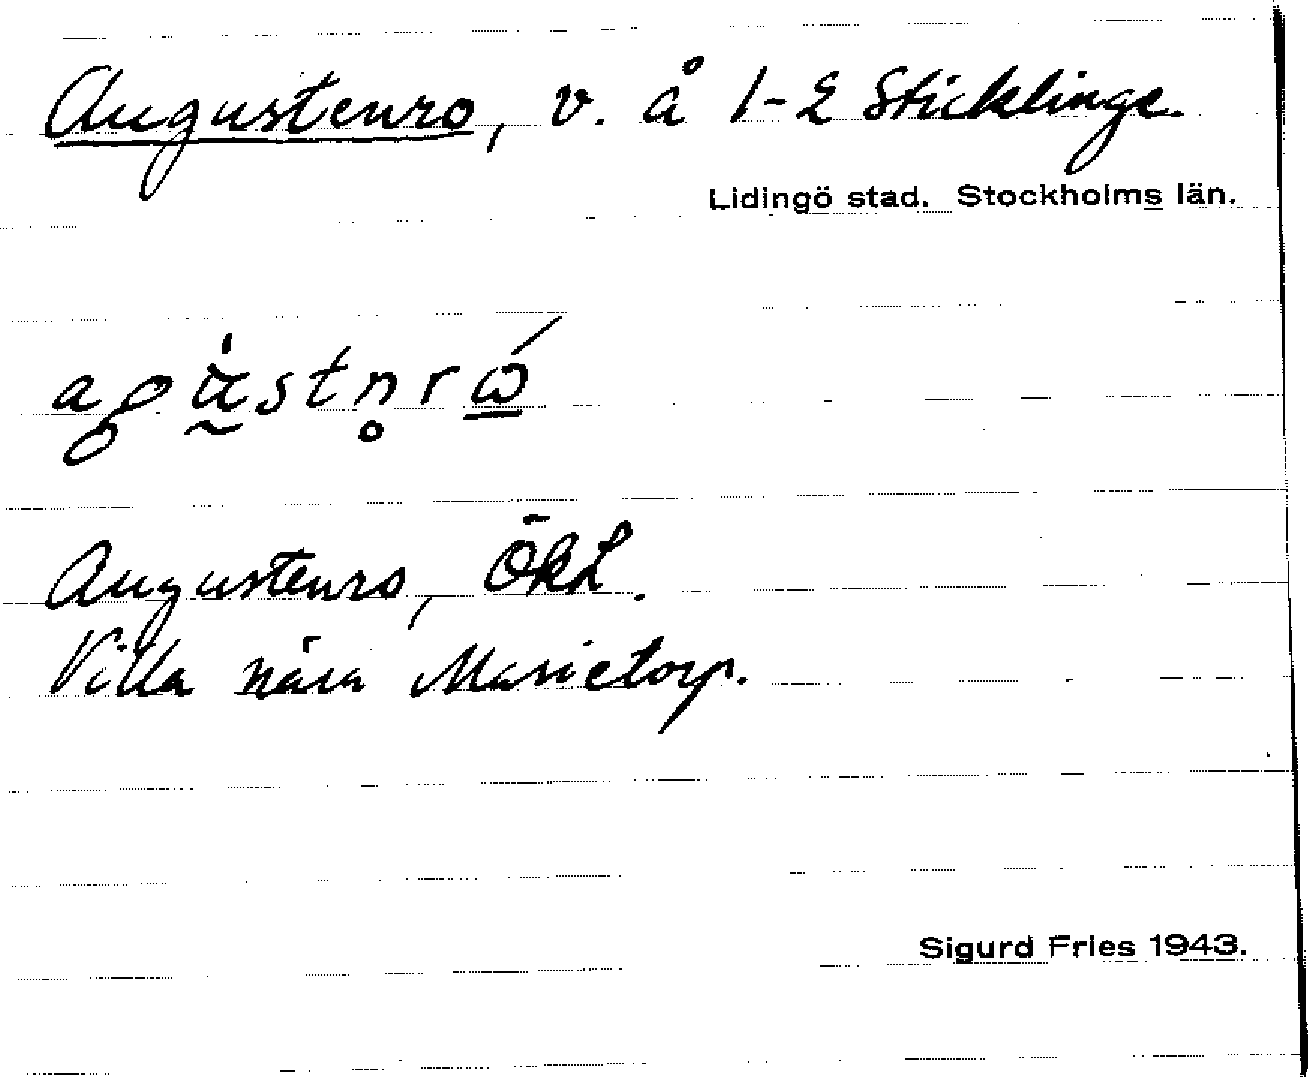 Augustenro, v. å 1-2 Sticklinge.
Lidingö stad. Stockholms län.
Augustenro, ÖKL.
Villa nära Marietorp.
Sigurd Fries 1943.